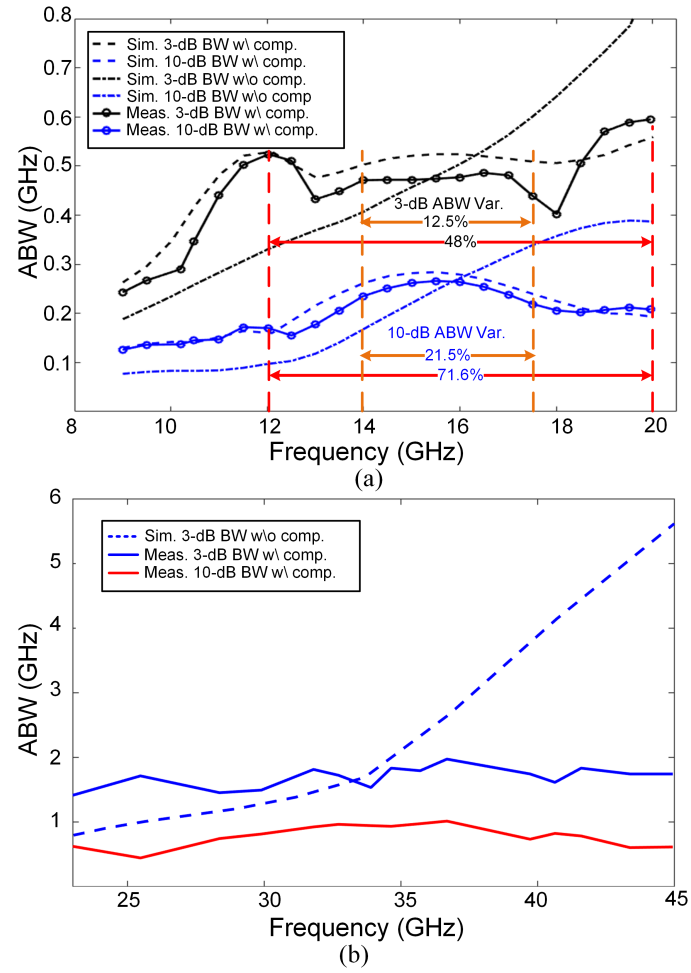 0.8
0.7
0.6
0.5
0.4
0.3
0.2
0.1
ABW (GHz)
Sim. 3-dB BW w\ comp.
Sim. 10-dB BW w\ comp.
Sim. 3-dB BW w\o comp.
Sim. 10-dB BW w\o comp
Meas. 3-dB BW w\ comp.
Meas. 10-dB BW w\ comp.
3-dB ABW Var.
12.5%
48%
10-dB ABW Var.
21.5%
71.6%
8 10 12 14 16 18 20
Frequency (GHz)
(a)
6
5
4
3
2
1
ABW (GHz)
Sim. 3-dB BW w\o comp.
Meas. 3-dB BW w\ comp.
Meas. 10-dB BW w\ comp.
25 30 35 40 45
Frequency (GHz)
(b)